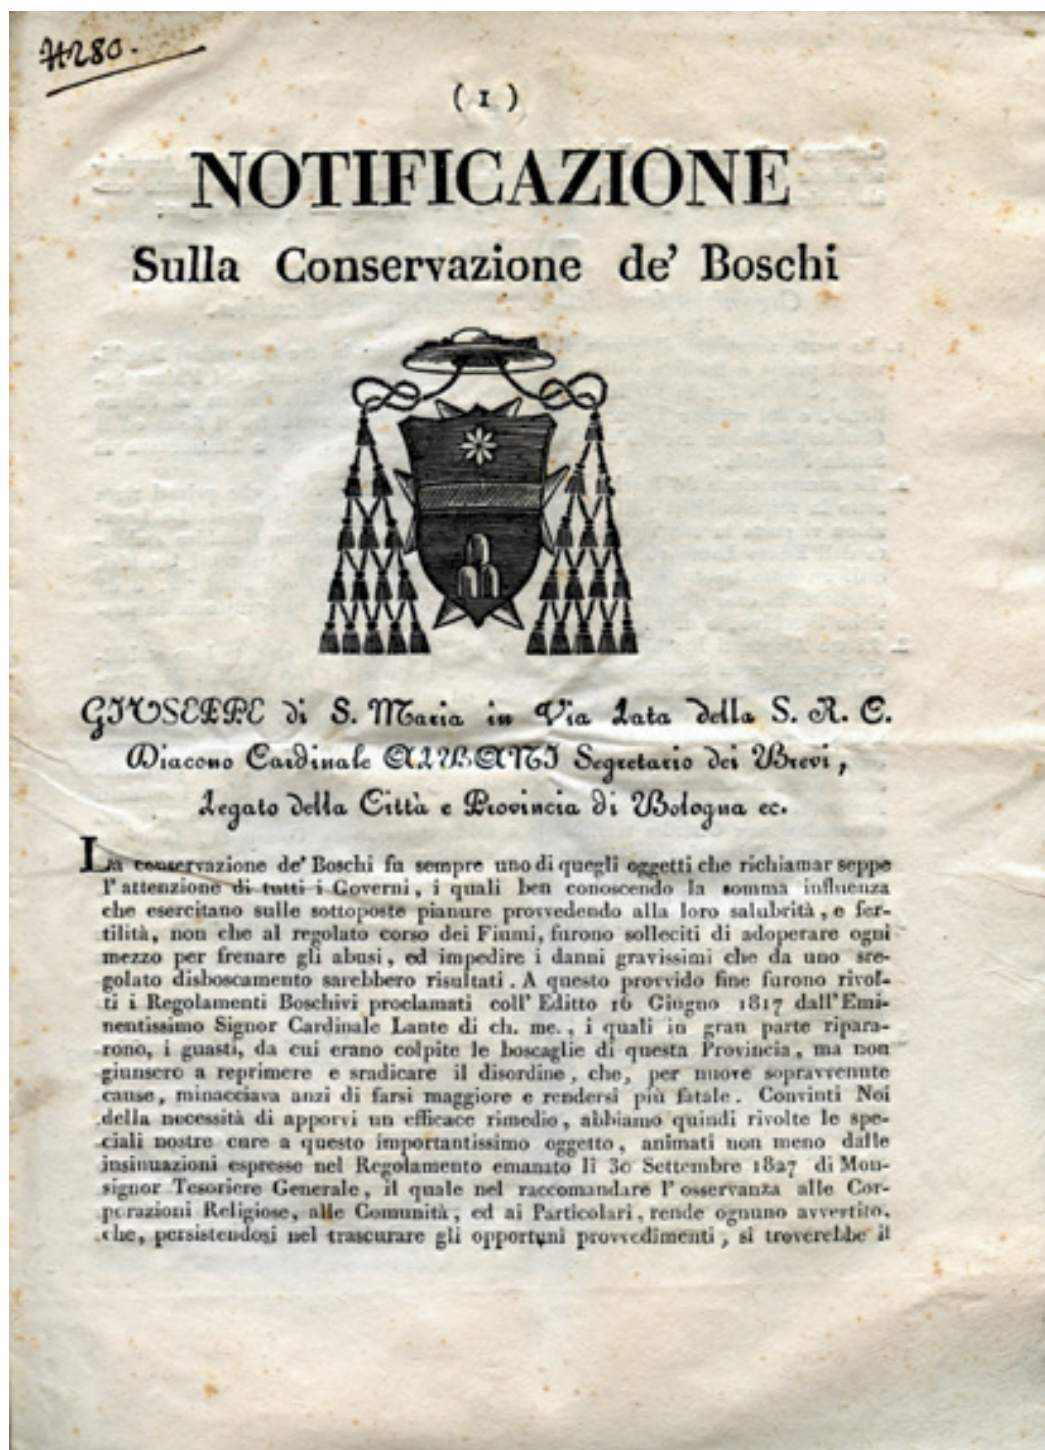 H280.
( 1 )
NOTIFICAZIONE
Sulla Conservazione de' Boschi
GIUSEPPE di S. Maria in Via Lata della S. R. C.
Diacono Cardinale ALBANI Segretario dei Brevi ,
Legato della Città e Provincia di Bologna ec.
La conservazione de' Boschi fu sempre uno di quegli oggetti che richiamar seppe
l' attenzione di tutti i Governi , i quali ben conoscendo la somma influenza
che esercitano sulle sottoposte pianure provvedendo alla loro salubrità , e fer-
tilità, non che al regolato corso dei Fiumi, furono solleciti di adoperare ogni
mezzo per frenare gli abusi, ed impedire i danni gravissimi che da uno sre-
golato disboscamento sarebbero risultati . A questo provvido fine furono rivol-
ti i Regolamenti Boschivi proclamati coll' Editto 16 Giugno 1817 dall' Emi-
nentissimo Signor Cardinale Lante di ch. me. , i quali in gran parte ripara-
rono, i guasti, da cui erano colpite le boscaglie di questa Provincia , ma non
giunsero a reprimere e sradicare il disordine , che, per nuove sopravvenute
cause, minacciava anzi di farsi maggiore e rendersi più fatale . Convinti Noi
della necessità di apporvi un efficace rimedio , abbiamo quindi rivolte le spe-
ciali nostre cure a questo importantissimo oggetto , animati non meno dalle
insinuazioni espresse nel Regolamento emanato li 30 Settembre 1827 di Mon-
signor Tesoriere Generale , il quale nel raccomandare l' osservanza alle Cor-
porazioni Religiose, alle Comunità , ed ai Particolari , rende ognuno avvertito,
che, persistendosi nel trascurare gli opportuni provvedimenti , si troverebbe il